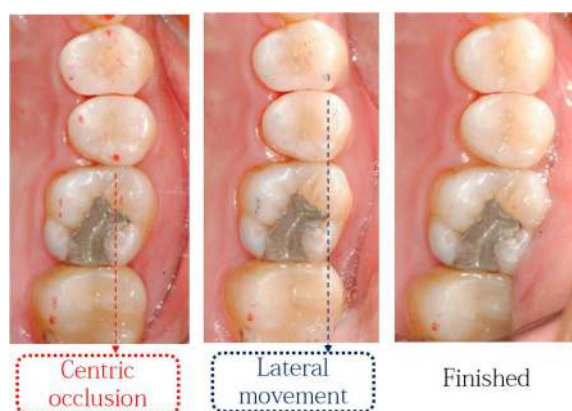 Centric
occlusion
Lateral
movement
Finished